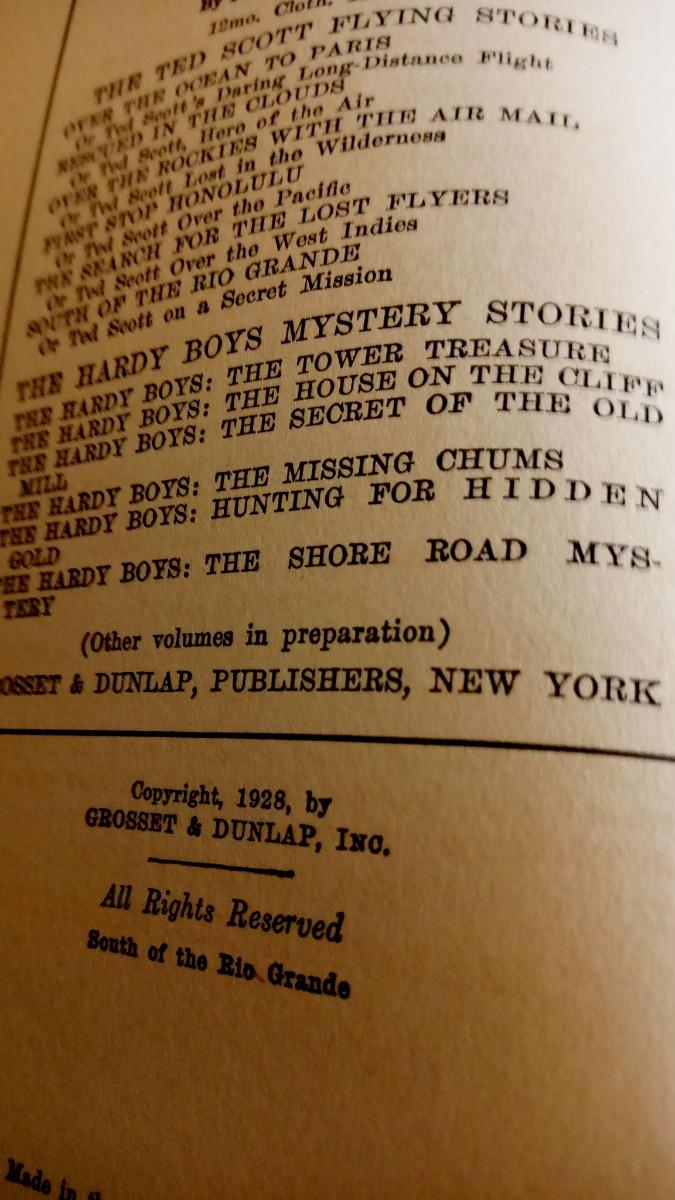 By
12mo. Cloth.
THE TED SCOTT FLYING STORIES
OVER THE OCEAN TO PARIS
Or Ted Scott's Daring Long-Distance Flight
RESCUED IN THE CLOUDS
Or Ted Scott, Hero of the Air
OVER THE ROCKIES WITH THE AIR MAIL
Or Ted Scott Lost in the Wilderness
FIRST STOP HONOLULU
Or Ted Scott Over the Pacific
THE SEARCH FOR THE LOST FLYERS
Or Ted Scott Over the West Indies
SOUTH OF THE RIO GRANDE
Or Ted Scott on a Secret Mission
THE HARDY BOYS MYSTERY STORIES
THE HARDY BOYS: THE TOWER TREASURE
THE HARDY BOYS: THE HOUSE ON THE CLIFF
THE HARDY BOYS: THE SECRET OF THE OLD
MILL
THE HARDY BOYS: THE MISSING CHUMS
THE HARDY BOYS: HUNTING FOR HIDDEN
GOLD
HE HARDY BOYS: THE SHORE ROAD MYS-
TERY
(Other volumes in preparation)
OSSET & DUNLAP, PUBLISHERS, NEW YORK
Copyright, 1928, by
GROSSET & DUNLAP, INC.
All Rights Reserved
South of the Rio Grande
Made in th